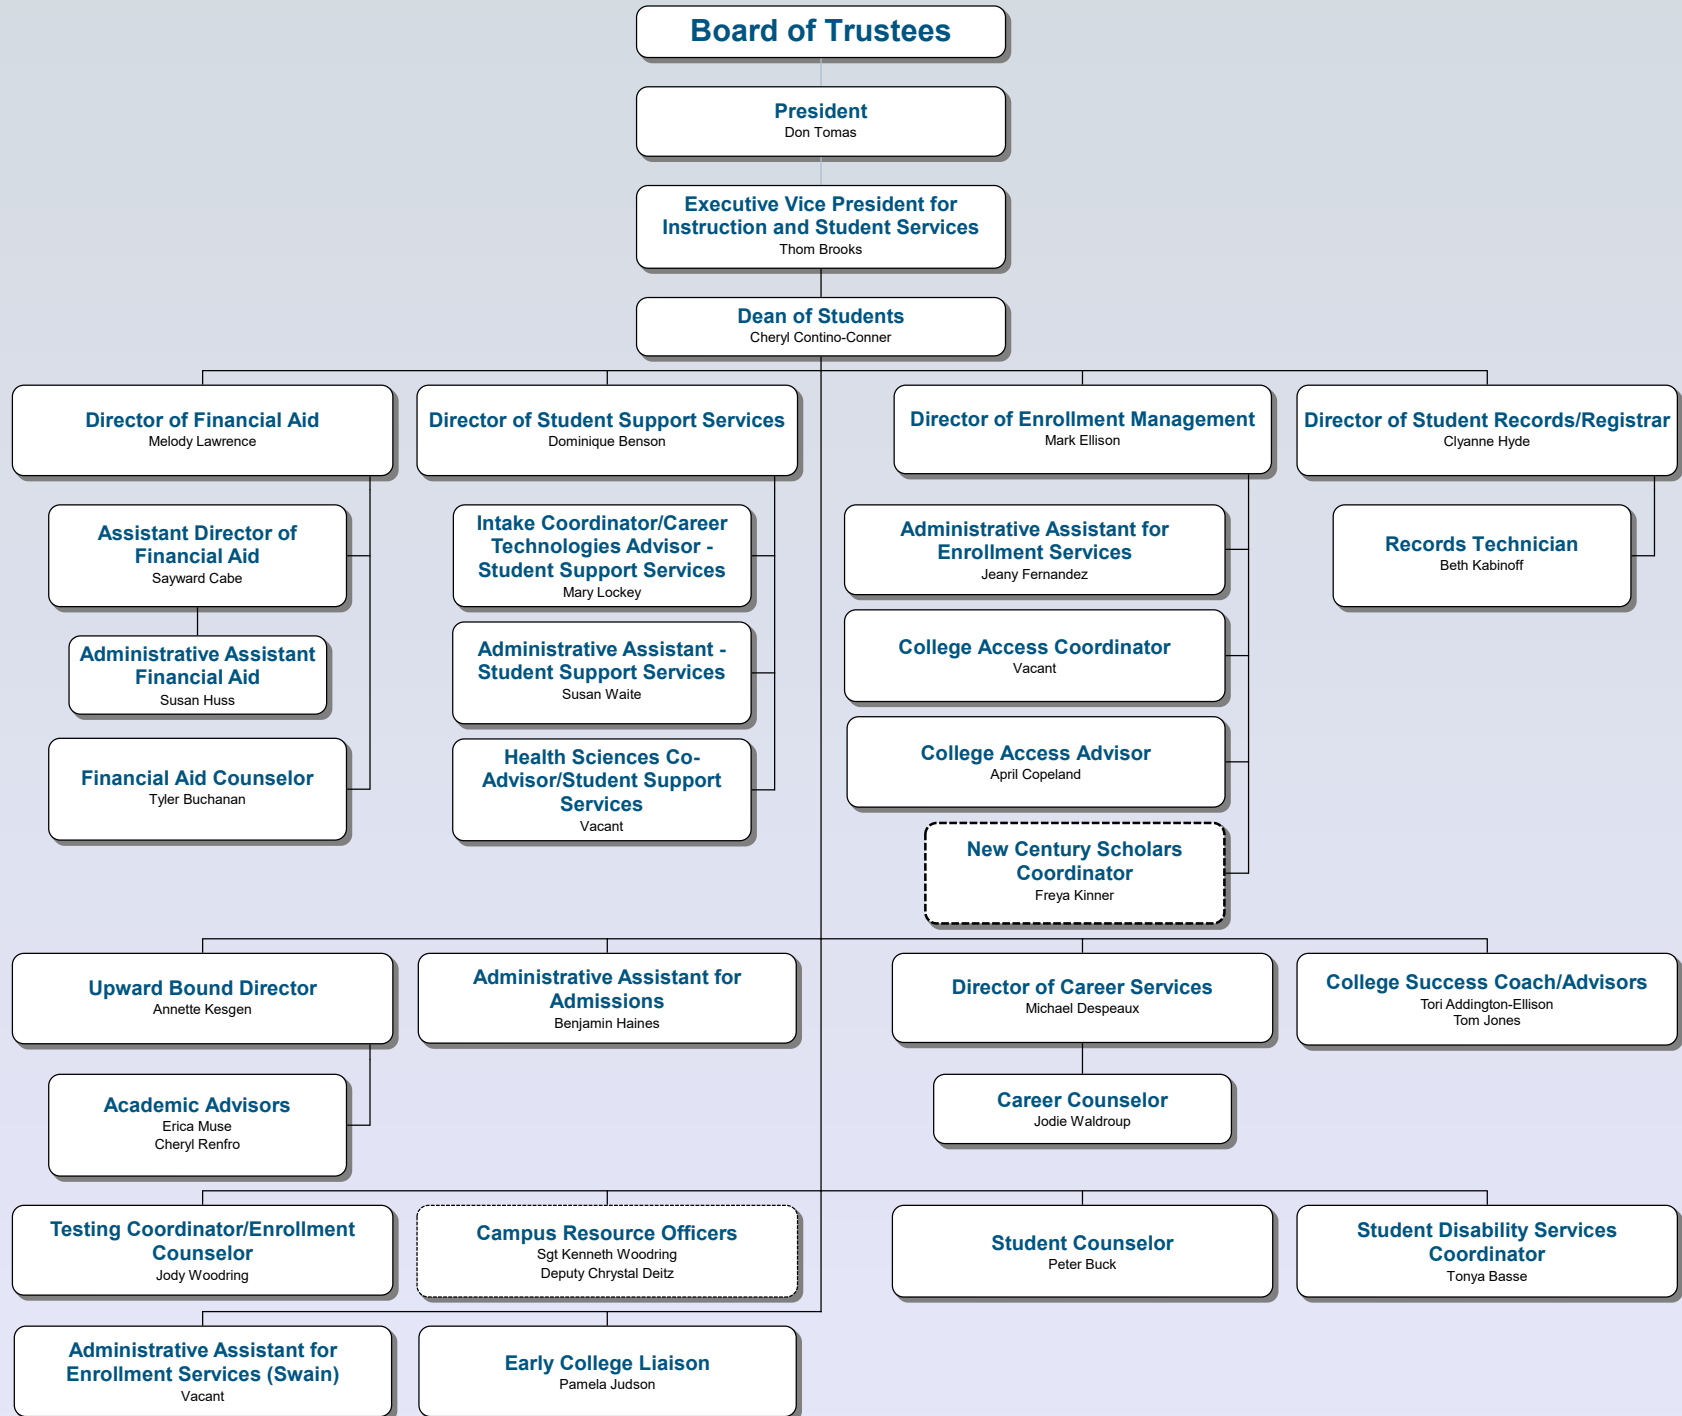 Board of Trustees
President
Don Tomas
Executive Vice President for
Instruction and Student Services
Thom Brooks
Dean of Students
Cheryl Contino-Conner
Director of Financial Aid
Melody Lawrence
Director of Student Support Services
Dominique Benson
Director of Enrollment Management
Mark Ellison
Director of Student Records/Registrar
Clyanne Hyde
Assistant Director of
Financial Aid
Sayward Cabe
Intake Coordinator/Career
Technologies Advisor -
Student Support Services
Mary Lockey
Administrative Assistant for
Enrollment Services
Jeany Fernandez
Records Technician
Beth Kabinoff
Administrative Assistant
Financial Aid
Susan Huss
Administrative Assistant -
Student Support Services
Susan Waite
College Access Coordinator
Vacant
Financial Aid Counselor
Tyler Buchanan
Health Sciences Co-
Advisor/Student Support
Services
Vacant
College Access Advisor
April Copeland
New Century Scholars
Coordinator
Freya Kinner
Upward Bound Director
Annette Kesgen
Administrative Assistant for
Admissions
Benjamin Haines
Director of Career Services
Michael Despeaux
College Success Coach/Advisors
Tori Addington-Ellison
Tom Jones
Academic Advisors
Erica Muse
Cheryl Renfro
Career Counselor
Jodie Waldroup
Testing Coordinator/Enrollment
Counselor
Jody Woodring
Campus Resource Officers
Sgt Kenneth Woodring
Deputy Chrystal Deitz
Student Counselor
Peter Buck
Student Disability Services
Coordinator
Tonya Basse
Administrative Assistant for
Enrollment Services (Swain)
Vacant
Early College Liaison
Pamela Judson